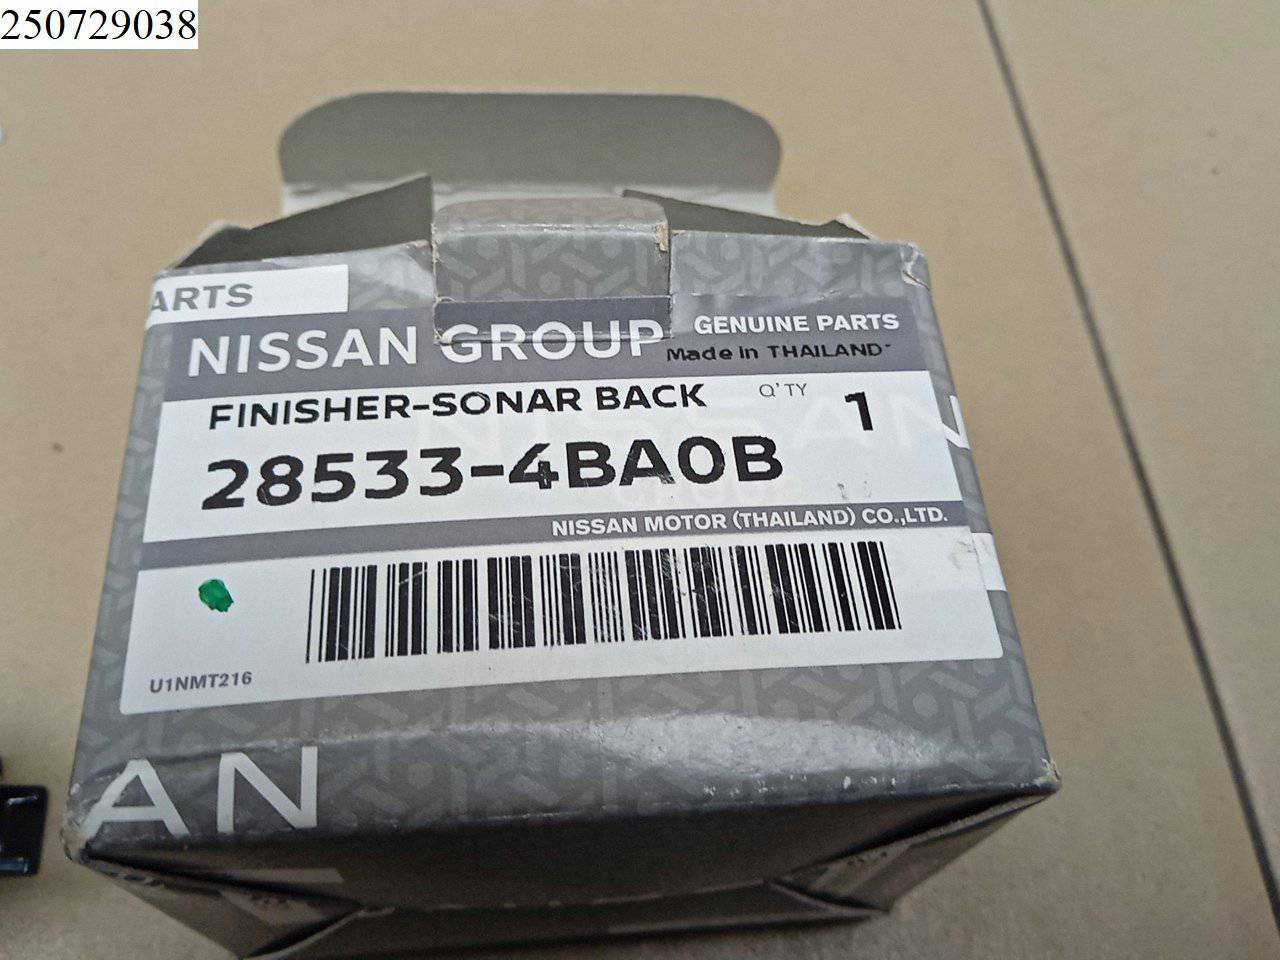 250729038
ARTS
NISSAN GROUP
GENUINE PARTS
Made in THAILAND
FINISHER-SONAR BACK
Q'TY
1
28533-4BA0B
NISSAN MOTOR (THAILAND) CO.,LTD.
U1NMT216
AN